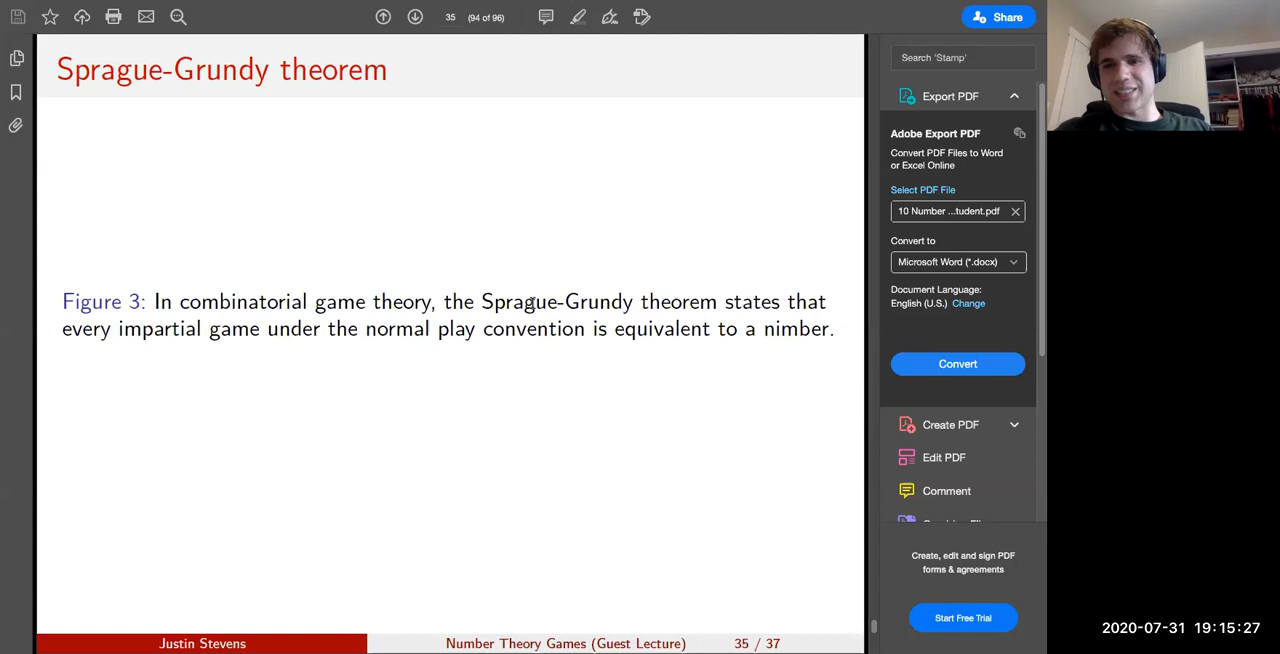 35 (94 of 96)
Share
Sprague-Grundy theorem
Figure 3: In combinatorial game theory, the Sprague-Grundy theorem states that
every impartial game under the normal play convention is equivalent to a nimber.
Justin Stevens
Number Theory Games (Guest Lecture)
35 / 37
Search 'Stamp'
Export PDF
Adobe Export PDF
Convert PDF Files to Word
or Excel Online
Select PDF File
10 Number ...tudent.pdf
Convert to
Microsoft Word (*.docx)
Document Language:
English (U.S.) Change
Convert
Create PDF
Edit PDF
Comment
Create, edit and sign PDF
forms & agreements
Start Free Trial
2020-07-31 19:15:27